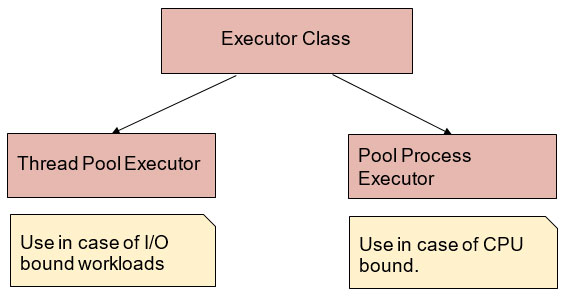 Executor Class
Thread Pool Executor
Pool Process
Executor
Use in case of I/O
bound workloads
Use in case of CPU
bound.